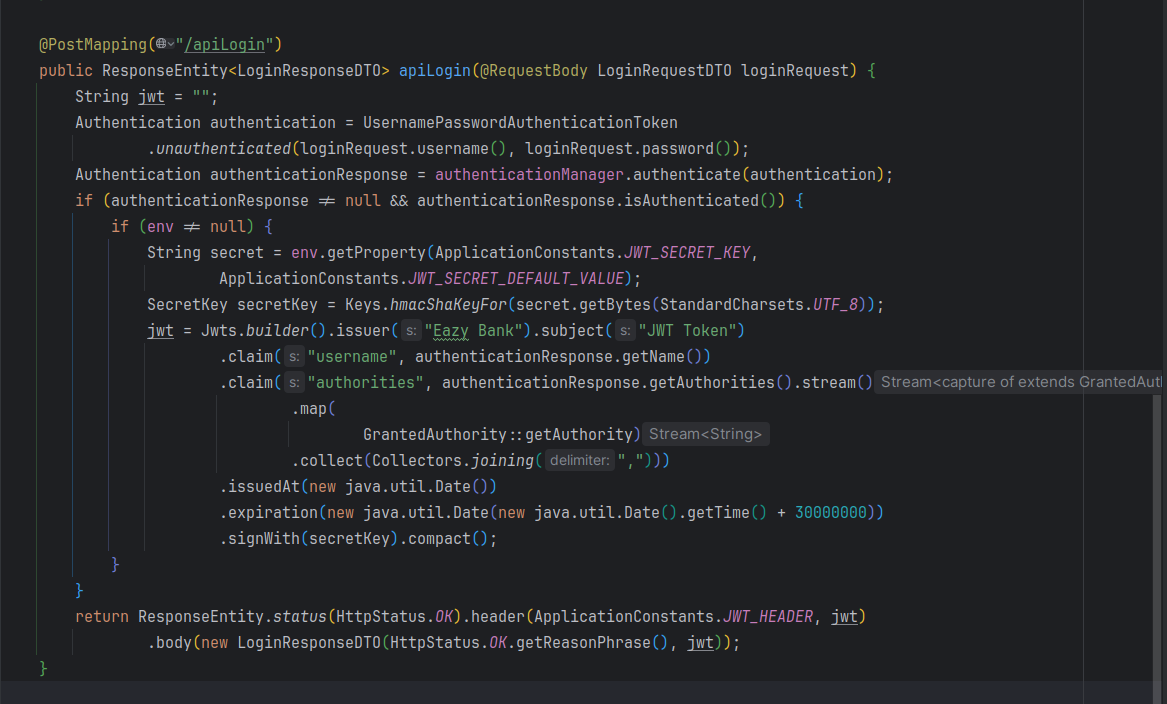 @PostMapping("/apiLogin")
public ResponseEntity<LoginResponseDTO> apiLogin(@RequestBody LoginRequestDTO loginRequest) {
String jwt = "";
Authentication authentication = UsernamePasswordAuthenticationToken
.unauthenticated(loginRequest.username(), loginRequest.password());
Authentication authenticationResponse = authenticationManager.authenticate(authentication);
if (authenticationResponse != null && authenticationResponse.isAuthenticated()) {
if (env != null) {
String secret = env.getProperty(ApplicationConstants.JWT_SECRET_KEY,
ApplicationConstants.JWT_SECRET_DEFAULT_VALUE);
SecretKey secretKey = Keys.hmacShaKeyFor(secret.getBytes(StandardCharsets.UTF_8));
jwt = Jwts.builder().issuer( s: "Eazy Bank").subject( s: "JWT Token")
.claim( s: "username", authenticationResponse.getName())
.claim( s: "authorities", authenticationResponse.getAuthorities().stream() Stream<capture of extends GrantedAuth
.map(
GrantedAuthority::getAuthority) Stream<String>
.collect(Collectors.joining( delimiter: ",")))
.issuedAt(new java.util.Date())
.expiration(new java.util.Date(new java.util.Date().getTime() + 30000000))
.signWith(secretKey).compact();
}
}
return ResponseEntity.status(HttpStatus.OK).header(ApplicationConstants.JWT_HEADER, jwt)
.body(new LoginResponseDTO(HttpStatus.OK.getReasonPhrase(), jwt));
}